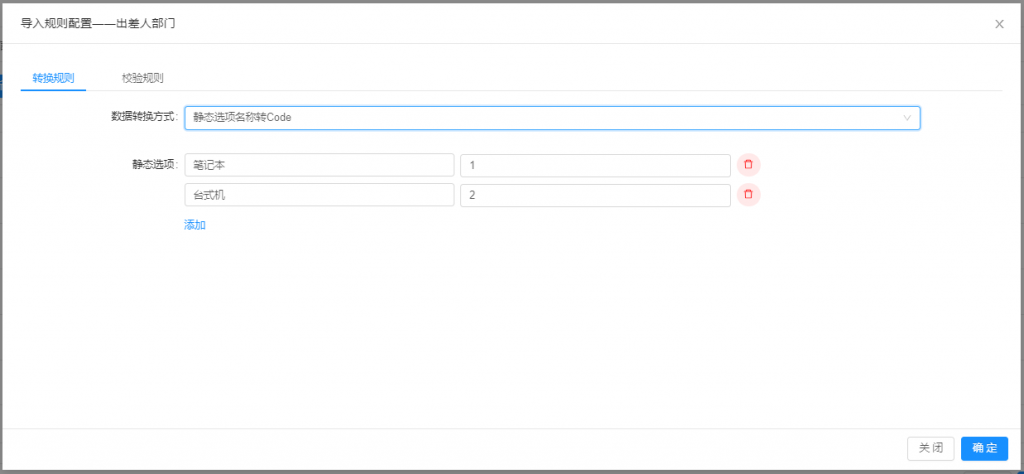 导入规则配置——出差人部门
转换规则 校验规则
数据转换方式: 静态选项名称转Code
静态选项: 笔记本 1
台式机 2
添加
关 闭 确 定